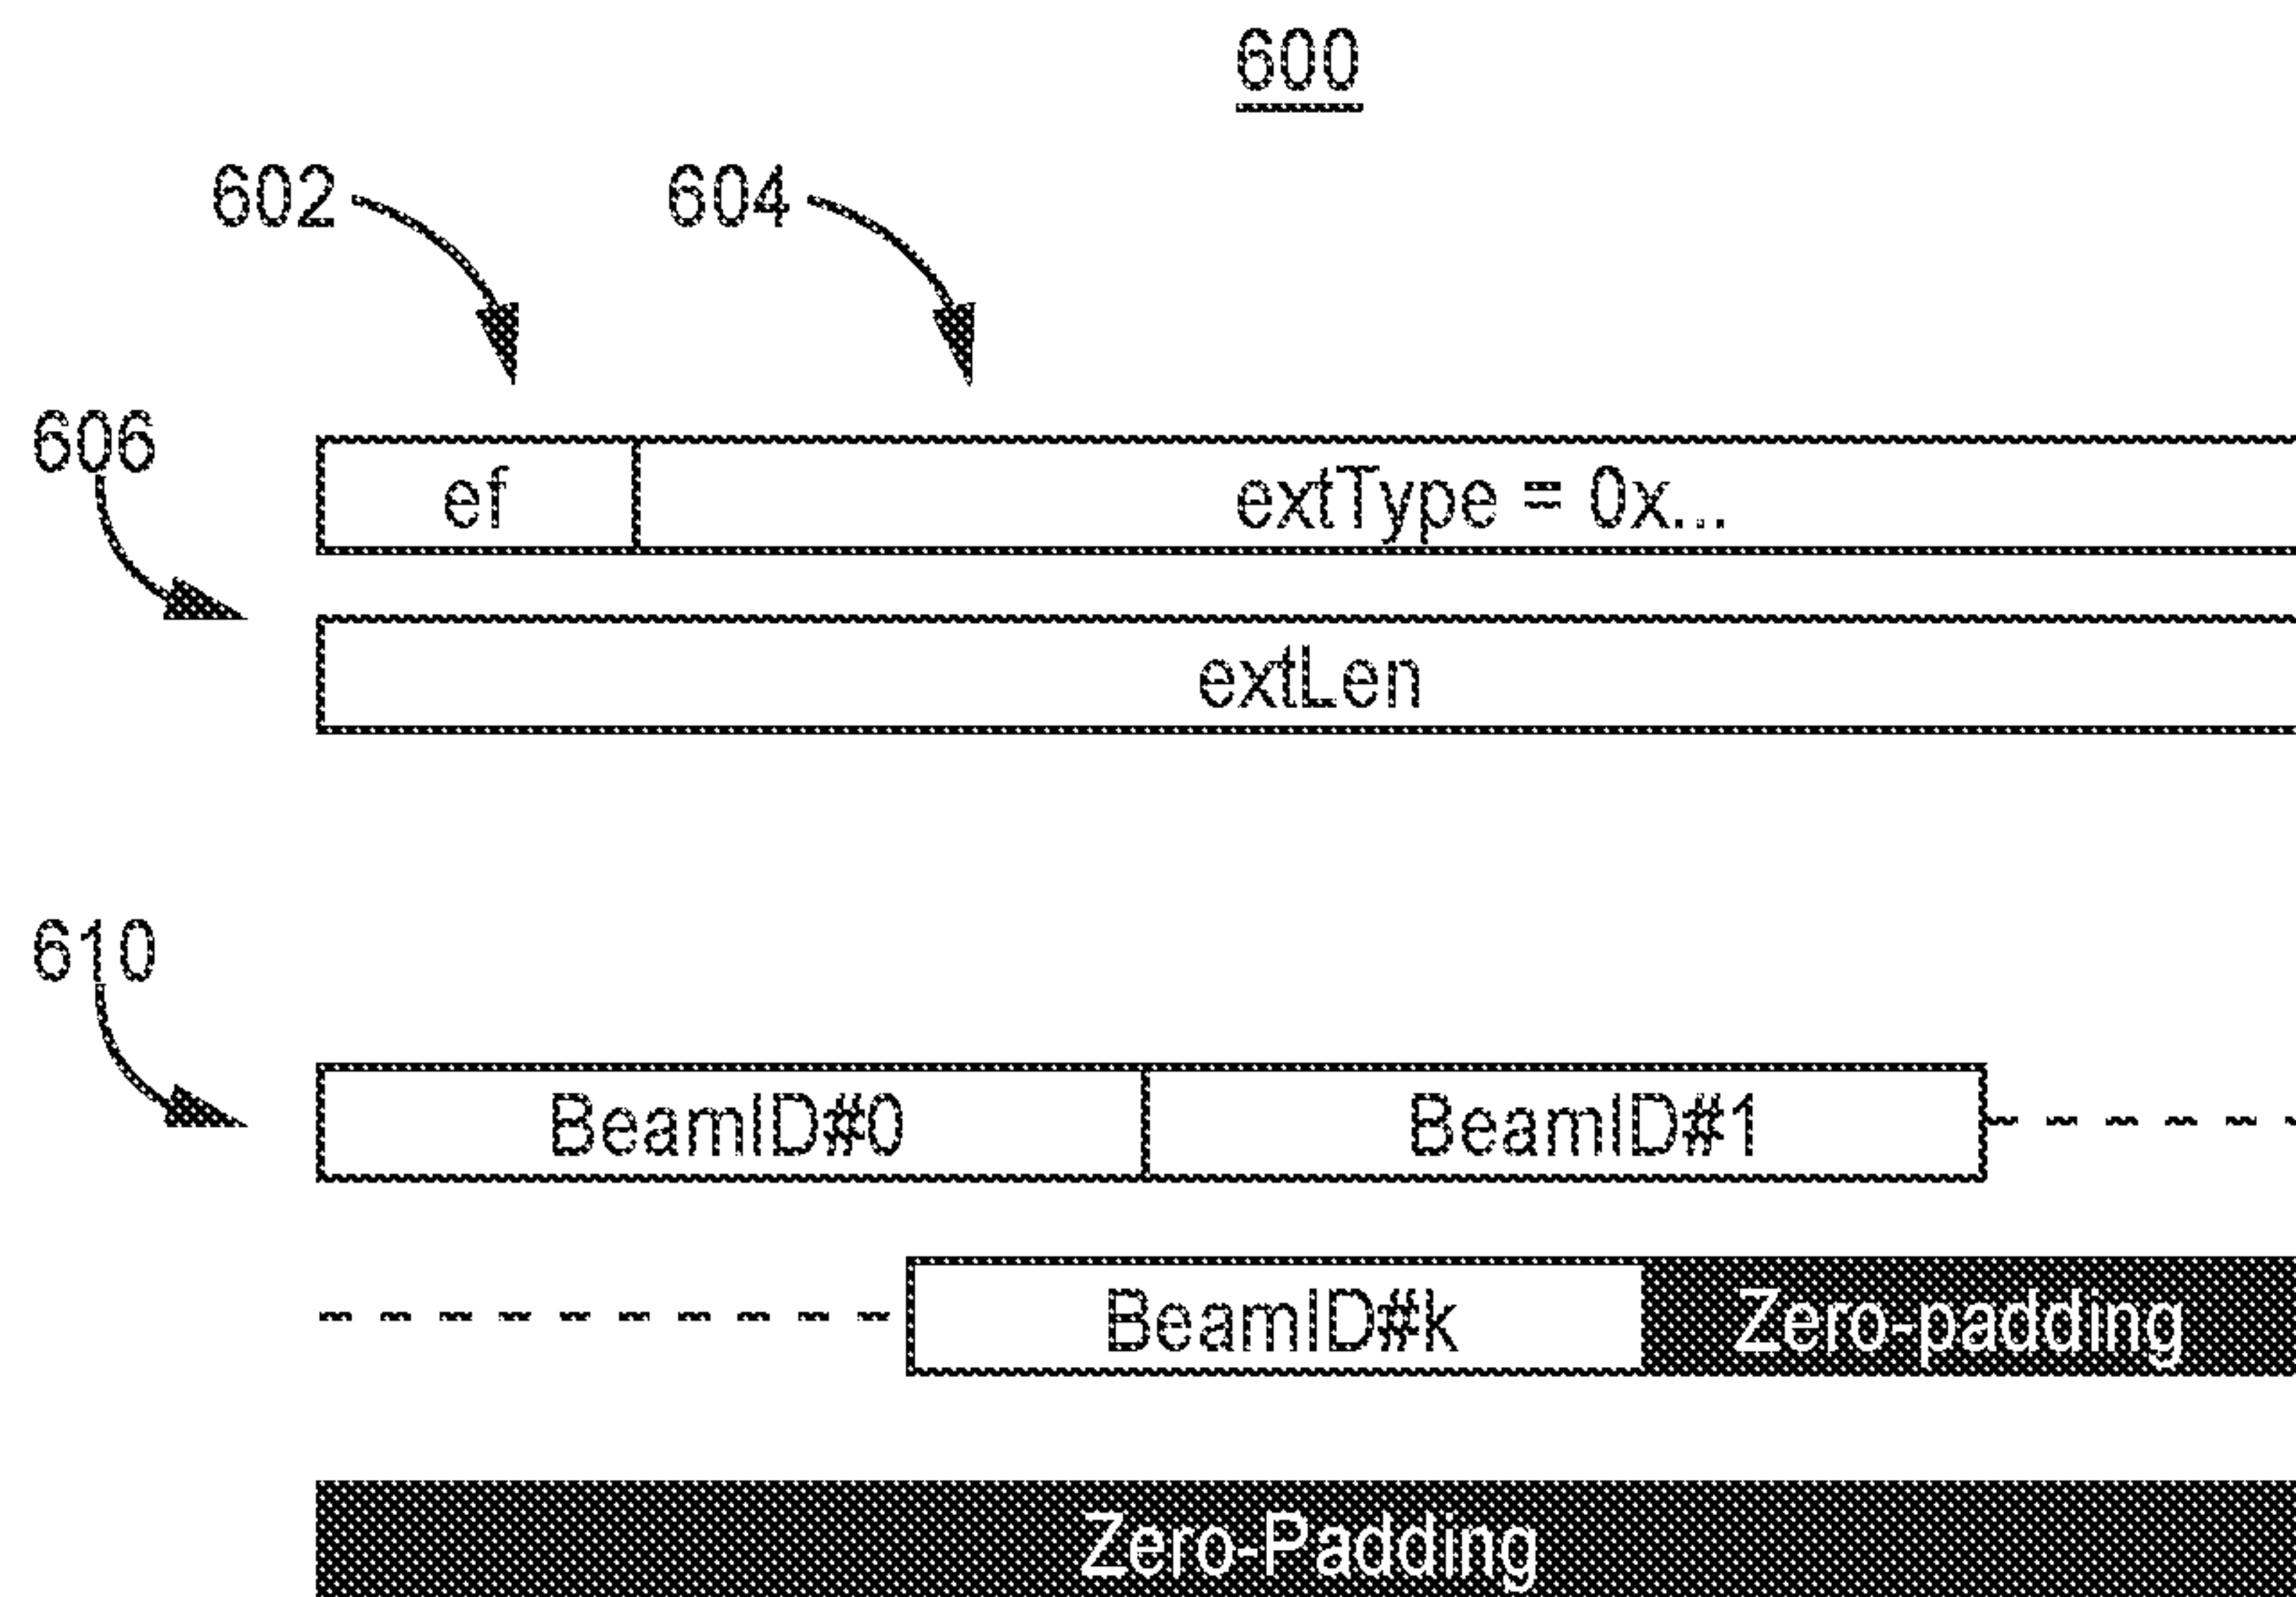 600
602 604
606
ef extType = 0x...
extLen
610
BeamID#0 BeamID#1
BeamID#k Zero-padding
Zero-Padding